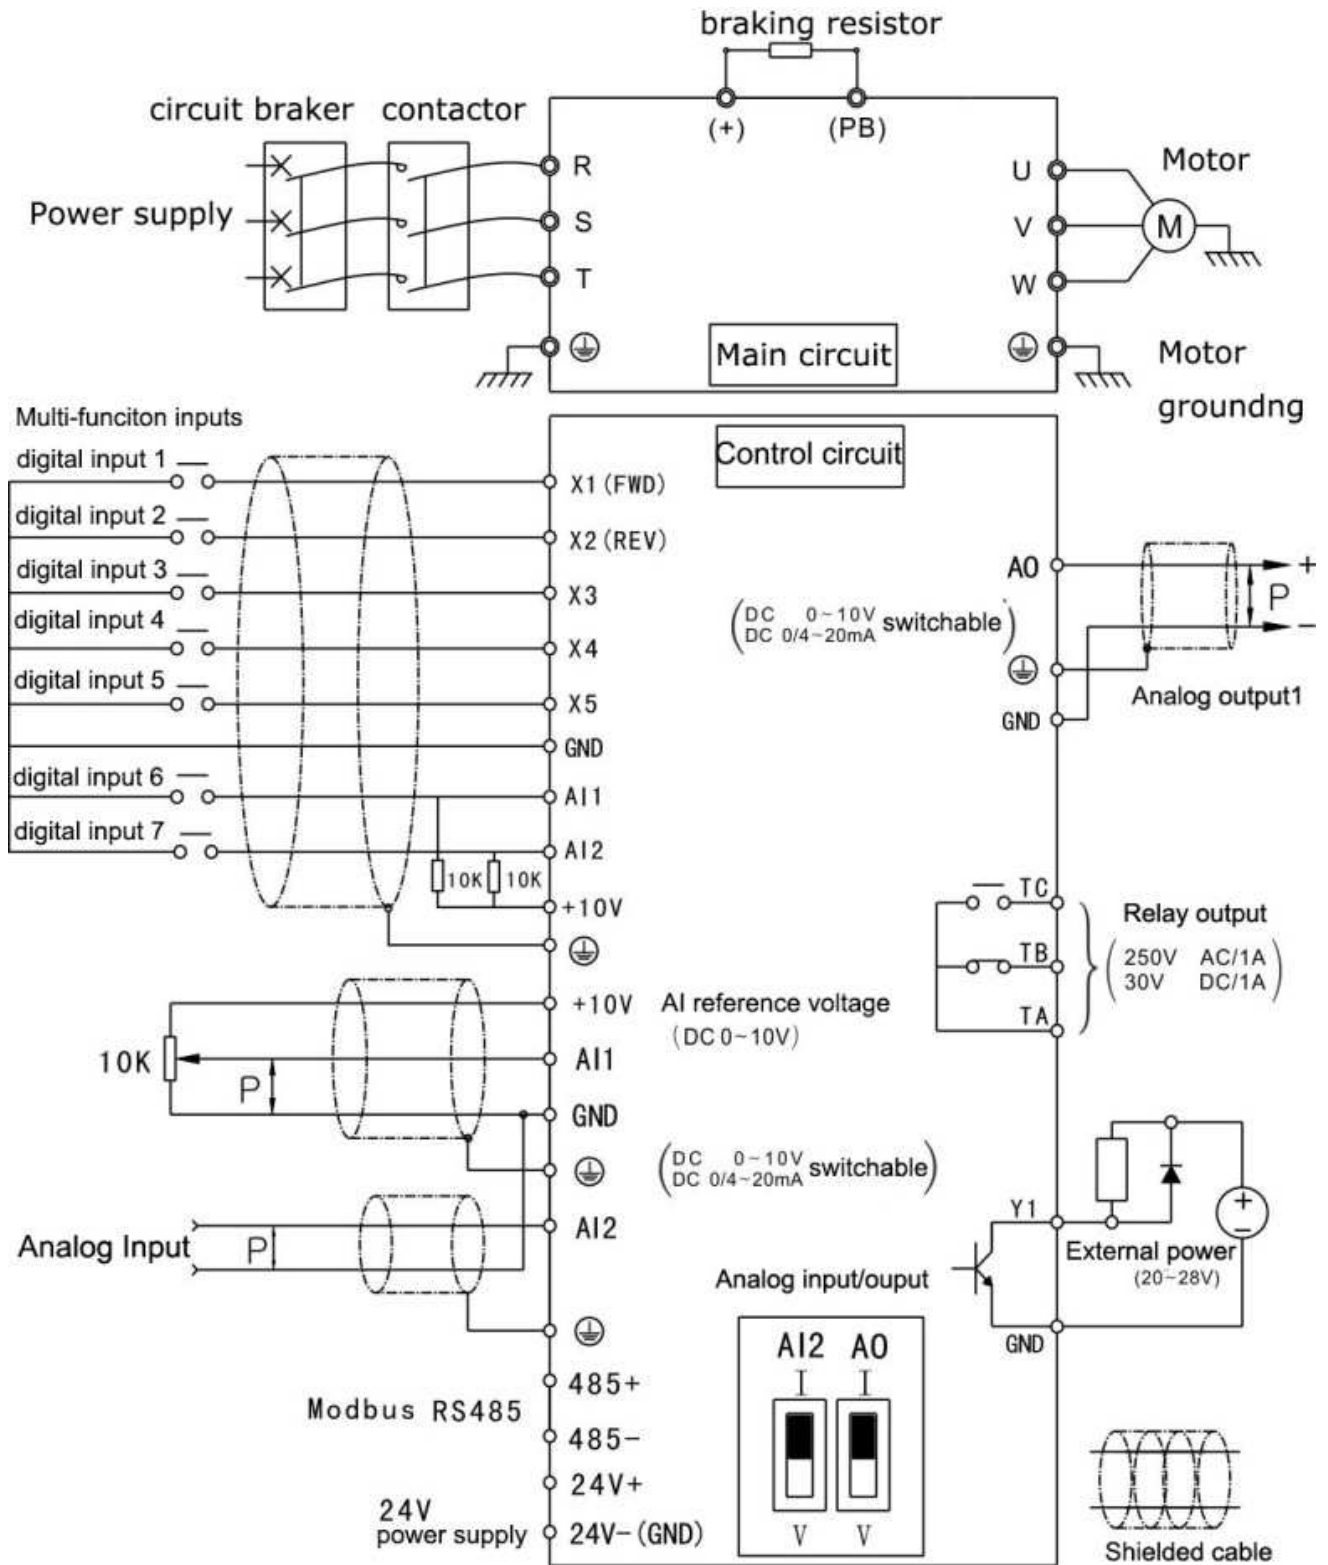 braking resistor
circuit braker
contactor
(+)
(PB)
R
S
T
Power supply
U
V
W
Motor
M
Main circuit
Motor
groundng
Multi-funciton inputs
Control circuit
digital input 1
X1(FWD)
digital input 2
X2(REV)
digital input 3
X3
digital input 4
X4
digital input 5
X5
GND
digital input 6
AI1
digital input 7
AI2
10K
10K
+10V
AO
+
P
−
(DC 0~10V
DC 0/4~20mA switchable)
GND
Analog output1
TC
TB
TA
Relay output
(250V AC/1A
30V DC/1A)
+10V
AI reference voltage
(DC 0~10V)
10K
AI1
P
GND
(DC 0~10V
DC 0/4~20mA switchable)
AI2
Analog Input
P
Y1
+
−
External power
(20~28V)
GND
Analog input/ouput
AI2 AO
I I
V V
485+
Modbus RS485
485-
24V+
24V
power supply
24V-(GND)
Shielded cable